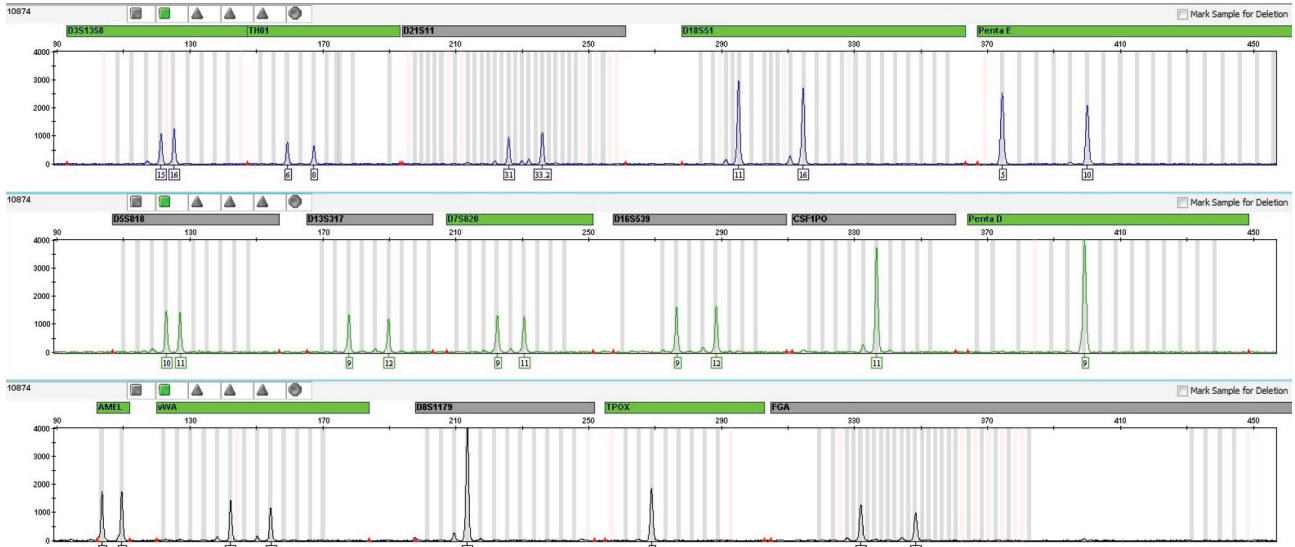 10874 Mark Sample for Deletion
D3S1358 TH01 D21S11 D18S51 Penta E
90 130 170 210 250 290 330 370 410 450
4000
3000
2000
1000
0
15 16 6 8 31 33.2 11 16 5 10
10874 Mark Sample for Deletion
D5S818 D13S317 D7S820 D16S539 CSF1PO Penta D
90 130 170 210 250 290 330 370 410 450
4000
3000
2000
1000
0
10 11 9 12 9 11 9 12 11 9
10874 Mark Sample for Deletion
AMEL vWA D8S1179 TPOX FGA
90 130 170 210 250 290 330 370 410 450
4000
3000
2000
1000
0